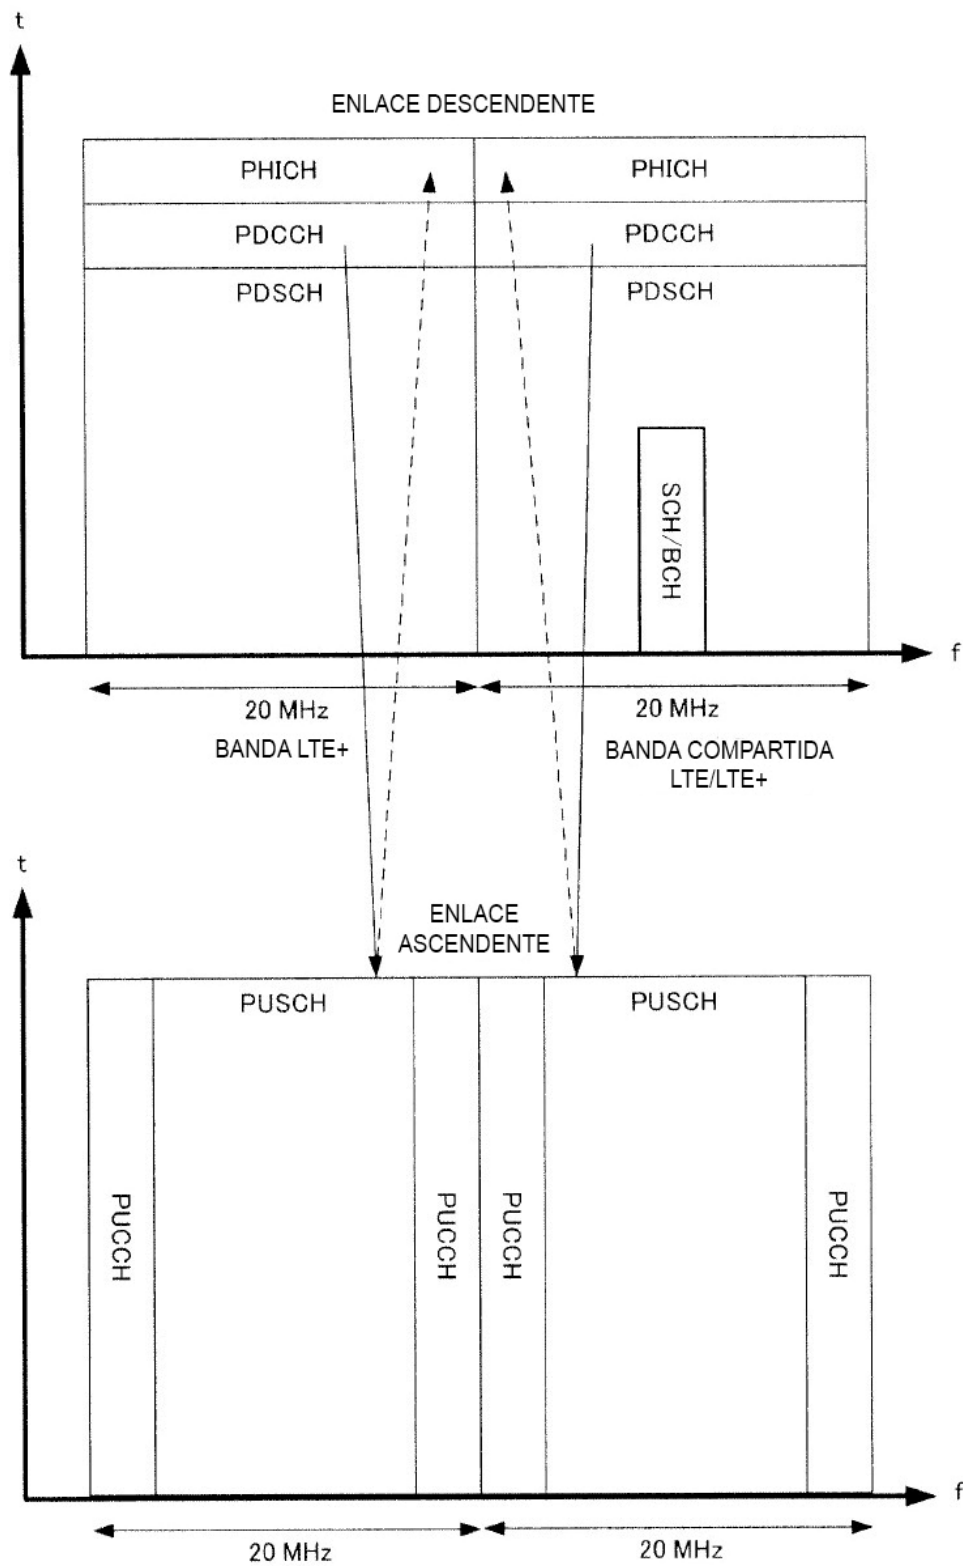 t
ENLACE DESCENDENTE
PHICH
PHICH
PDCCH
PDCCH
PDSCH
PDSCH
SCH/BCH
f
20 MHz
20 MHz
BANDA LTE+
BANDA COMPARTIDA
LTE/LTE+
t
ENLACE
ASCENDENTE
PUSCH
PUSCH
PUCCH
PUCCH
PUCCH
PUCCH
f
20 MHz
20 MHz